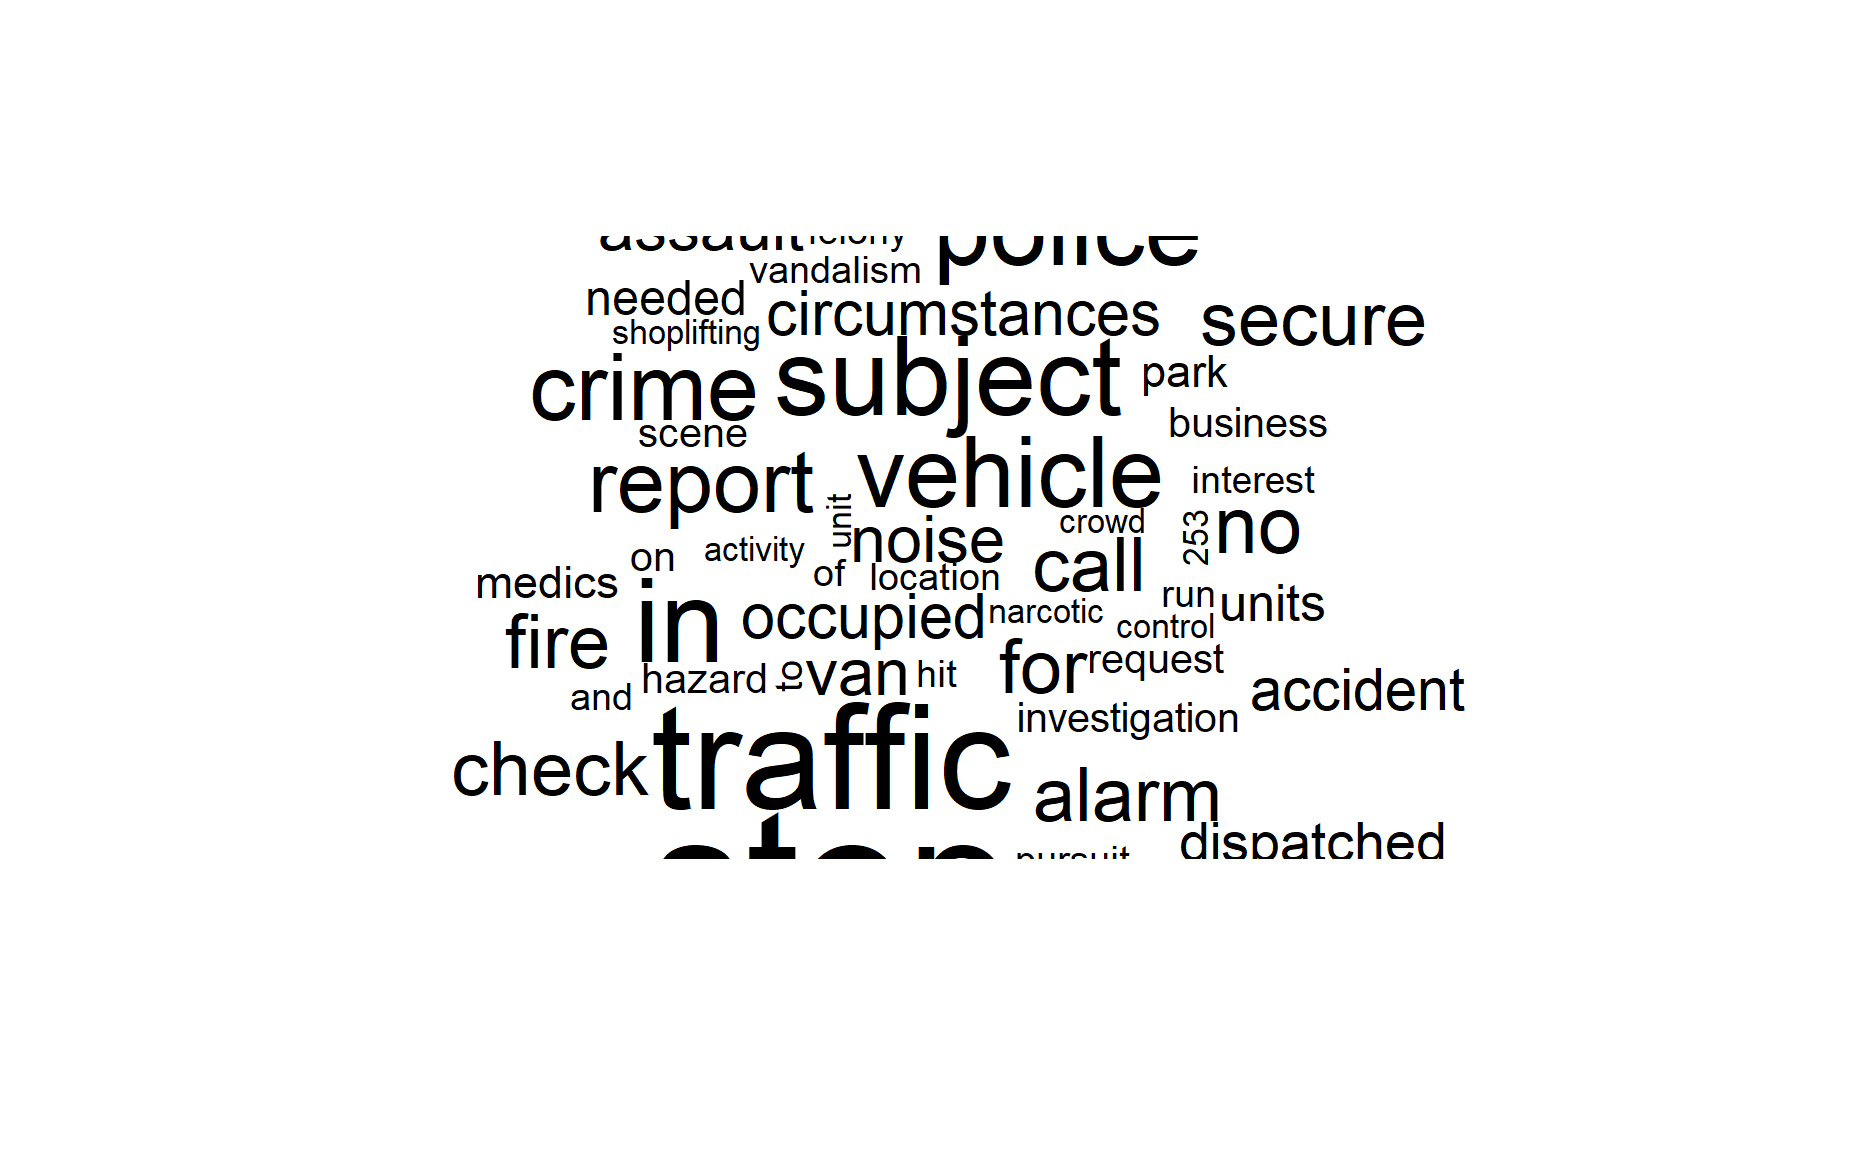 assault felony police
vandalism
needed circumstances secure
shoplifting
crime subject park
scene business
report vehicle interest
unit noise crowd 253 no
on activity of location call
medics in occupied narcotic run units
fire control
and hazard to van hit for request accident
investigation
check traffic alarm
stop pursuit dispatched